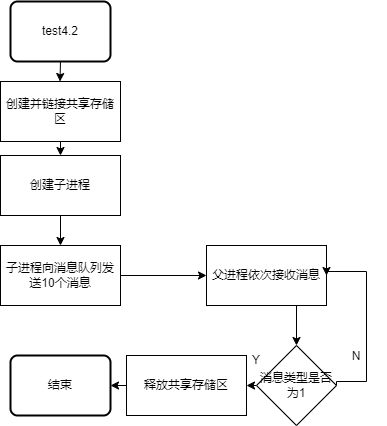 test4.2
创建并链接共享存储
区
创建子进程
子进程向消息队列发
送10个消息
父进程依次接收消息
消息类型是否
为1
Y
N
释放共享存储区
结束